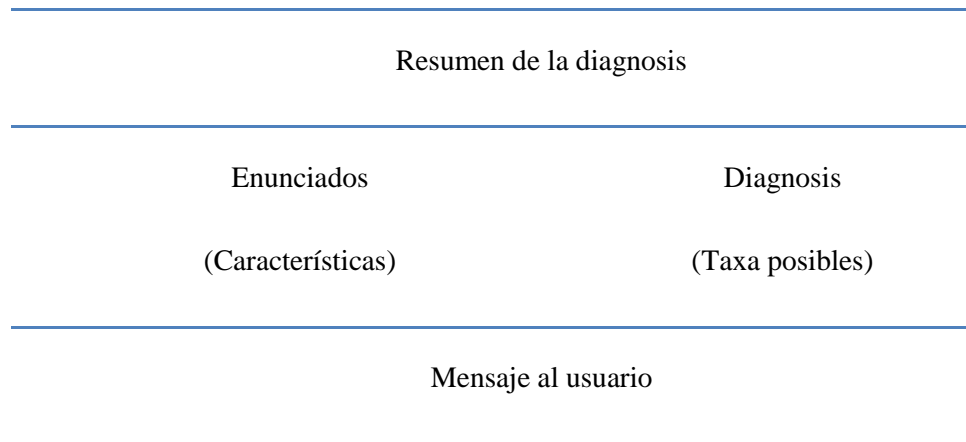 Resumen de la diagnosis
Enunciados
(Características)
Diagnosis
(Taxa posibles)
Mensaje al usuario